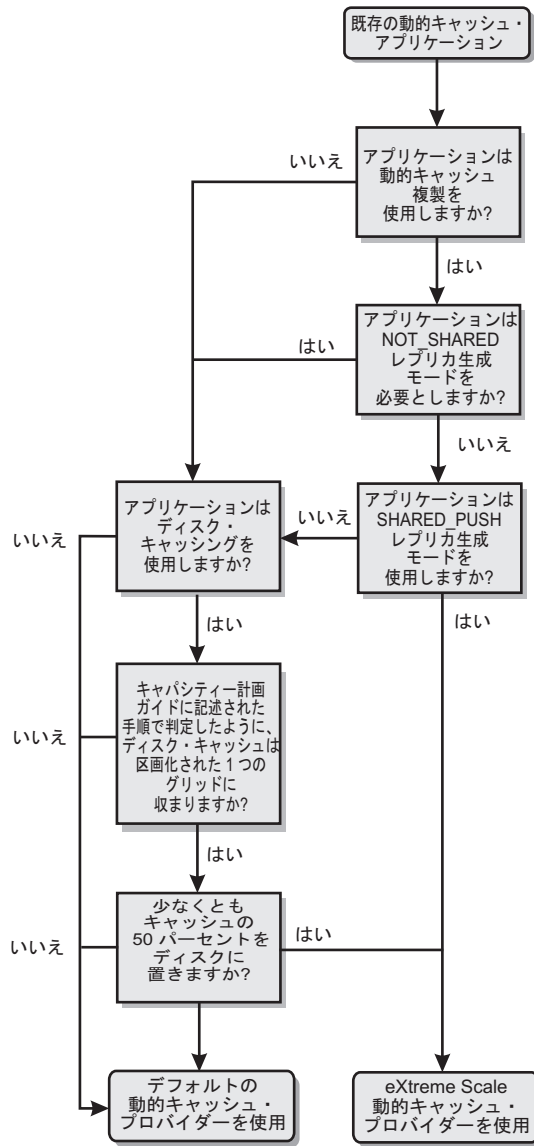 既存の動的キャッシュ・
アプリケーション
いいえ
アプリケーションは
動的キャッシュ
複製を
使用しますか?
はい
はい
アプリケーションは
NOT_SHARED
レプリカ生成
モードを
必要としますか?
いいえ
いいえ
アプリケーションは
ディスク・
キャッシングを
使用しますか?
いいえ
アプリケーションは
SHARED_PUSH
レプリカ生成
モードを
使用しますか?
はい
はい
いいえ
キャパシティー計画
ガイドに記述された
手順で判定したように、
ディスク・キャッシュは
区画化された 1 つの
グリッドに
収まりますか?
はい
いいえ
少なくとも
キャッシュの
50 パーセントを
ディスクに
置きますか?
はい
デフォルトの
動的キャッシュ・
プロバイダーを使用
eXtreme Scale
動的キャッシュ・
プロバイダーを使用